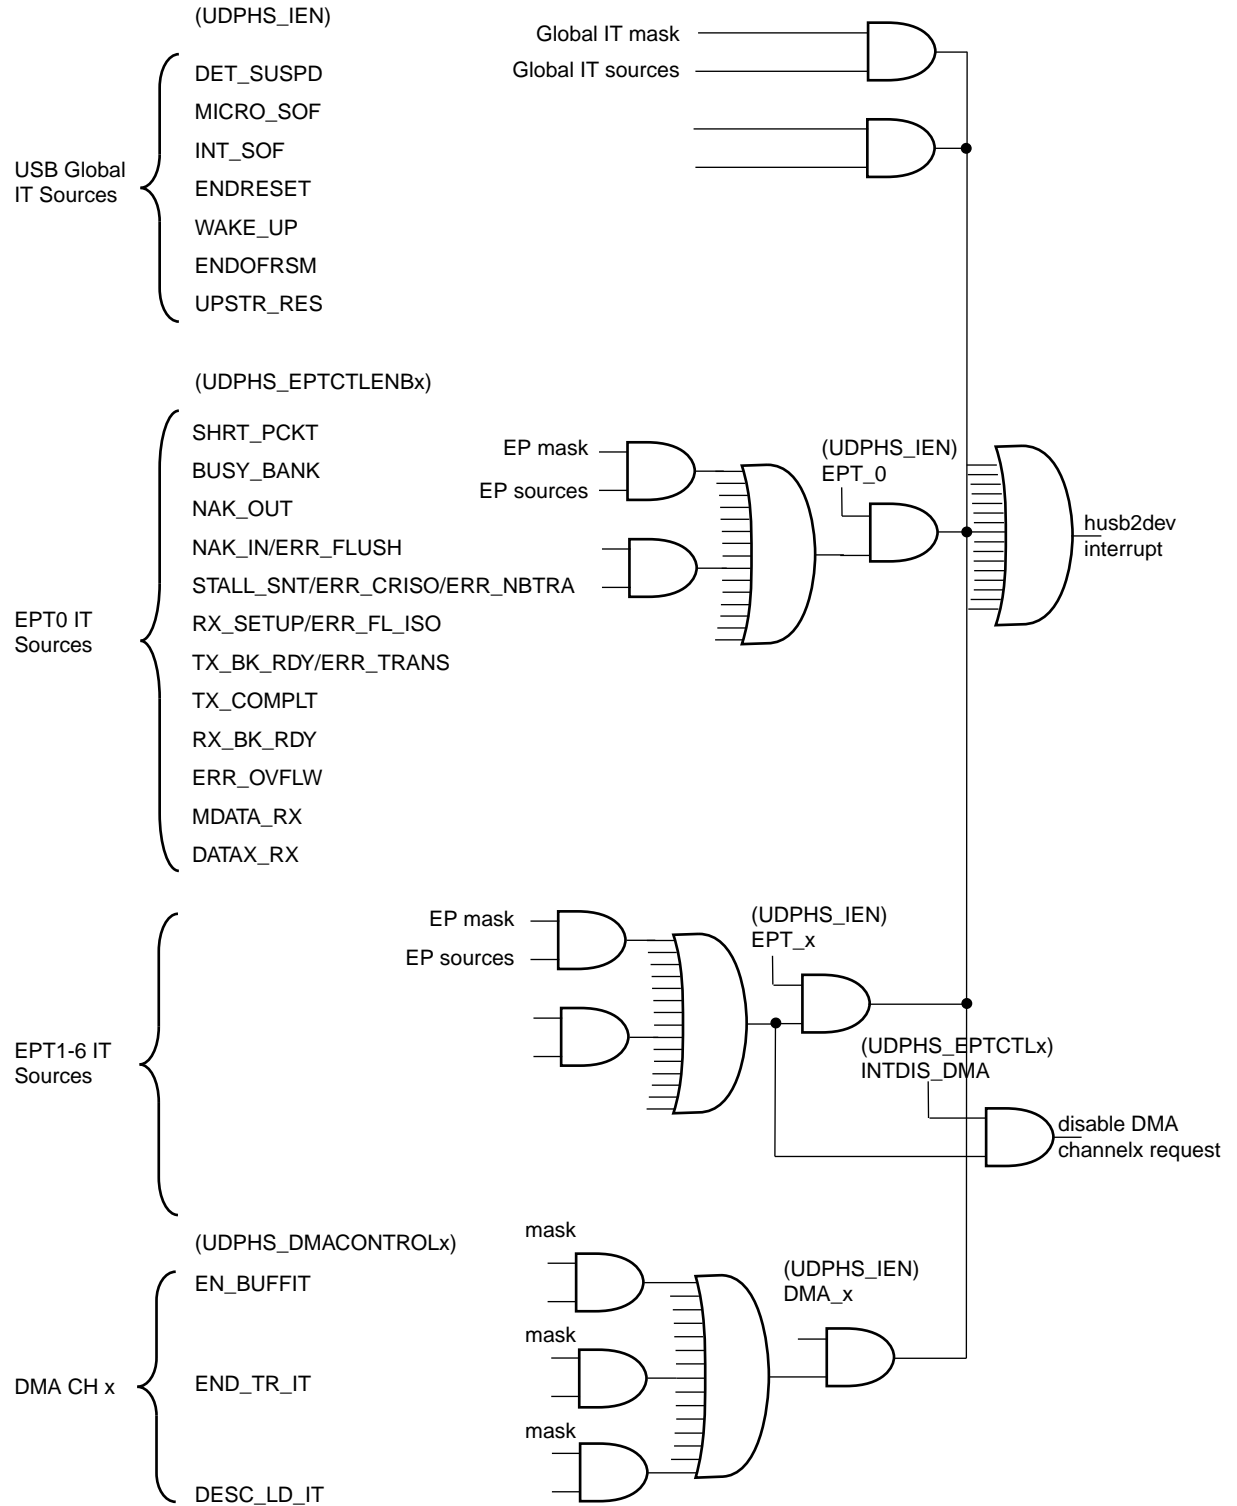 (UDPHS_IEN)
Global IT mask
Global IT sources
DET_SUSPD
MICRO_SOF
INT_SOF
ENDRESET
WAKE_UP
ENDOFRSM
UPSTR_RES
USB Global
IT Sources
(UDPHS_EPTCTLENBx)
SHRT_PCKT
BUSY_BANK
NAK_OUT
NAK_IN/ERR_FLUSH
STALL_SNT/ERR_CRISO/ERR_NBTRA
RX_SETUP/ERR_FL_ISO
TX_BK_RDY/ERR_TRANS
TX_COMPLT
RX_BK_RDY
ERR_OVFLW
MDATA_RX
DATAX_RX
EPT0 IT
Sources
EP mask
EP sources
(UDPHS_IEN)
EPT_0
husb2dev
interrupt
EP mask
EP sources
(UDPHS_IEN)
EPT_x
EPT1-6 IT
Sources
(UDPHS_EPTCTLx)
INTDIS_DMA
disable DMA
channelx request
(UDPHS_DMACONTROLx)
EN_BUFFIT
END_TR_IT
DESC_LD_IT
DMA CH x
mask
mask
mask
(UDPHS_IEN)
DMA_x